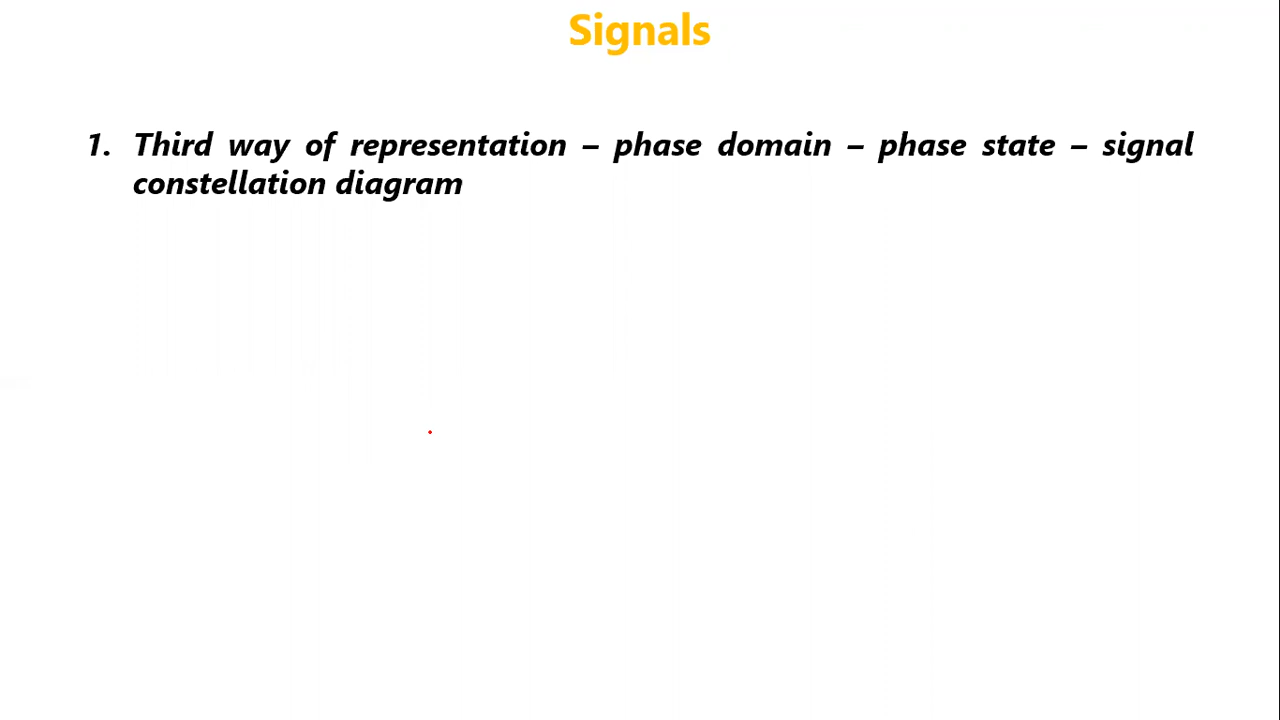 Signals
1. Third way of representation – phase domain – phase state – signal
constellation diagram